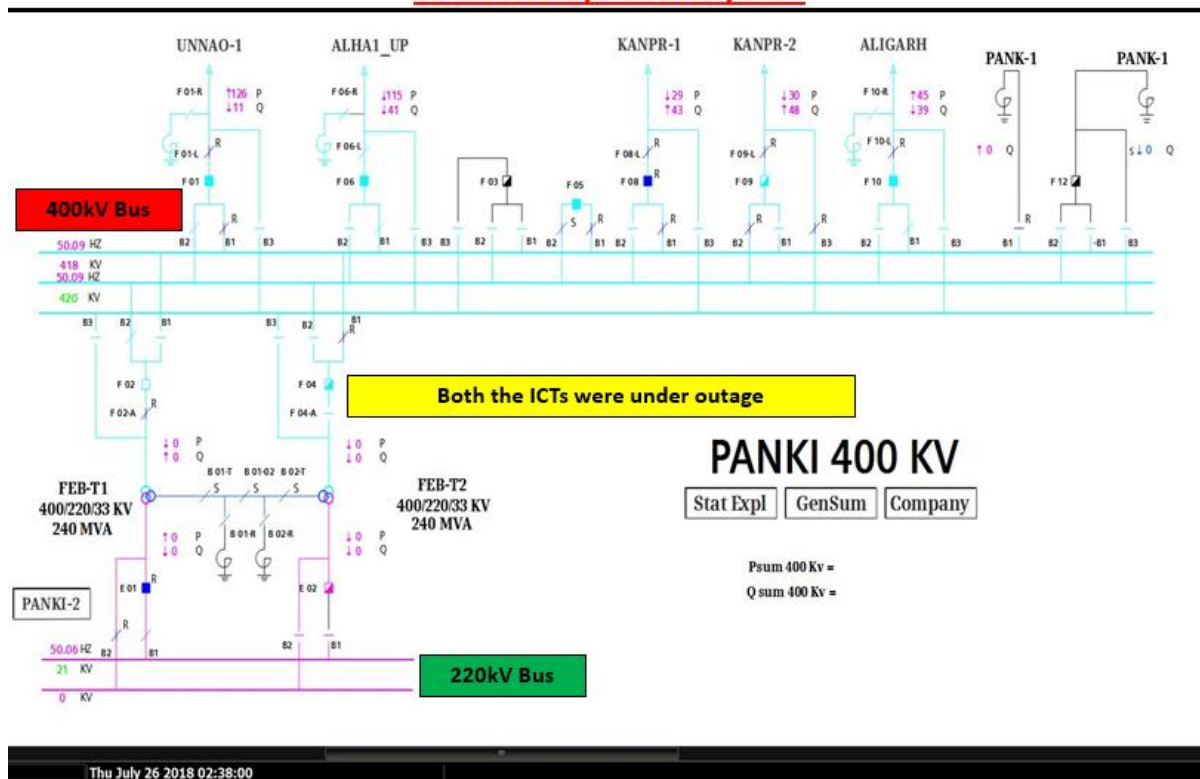 UNNAO-1 ALHA1_UP KANPR-1 KANPR-2 ALIGARH PANK-1 PANK-1
F 01-R ↑126 P F 06-R ↓115 P ↓29 P ↓30 P F 10-R ↑45 P
↓11 Q ↓41 Q ↑43 Q ↑48 Q ↓39 Q
F 01-L R F 06-L F 08-L R F 09-L R F 10-L R ↑0 Q S↓0 Q
F 01 F 06 F 03 F 05 F 08 R F 09 F 10 F 12
400kV Bus
R S R R R R R
B2 B1 B3 B2 B1 B3 B3 B2 B1 B2 B1 B2 B1 B3 B2 B1 B3 B2 B1 B3 B1 B2 -B1 B3
50.09 HZ
418 KV
50.09 HZ
420 KV
B3 B2 B1 B3 B2 B1
R
F 02 F 04
Both the ICTs were under outage
F 02-A R F 04-A
↓0 P ↓0 P
↑0 Q ↓0 Q
PANKI 400 KV
B 01-T B 01-02 B 02-T
S S S
FEB-T1
400/220/33 KV
240 MVA
FEB-T2
400/220/33 KV
240 MVA
Stat Expl GenSum Company
↑0 P B 01-R B 02-R ↓0 P
↓0 Q ↓0 Q
Psum 400 Kv =
Q sum 400 Kv =
E 01 R E 02
PANKI-2
R
50.06 HZ B2 B1 B2 B1
21 KV
220kV Bus
0 KV
Thu July 26 2018 02:38:00